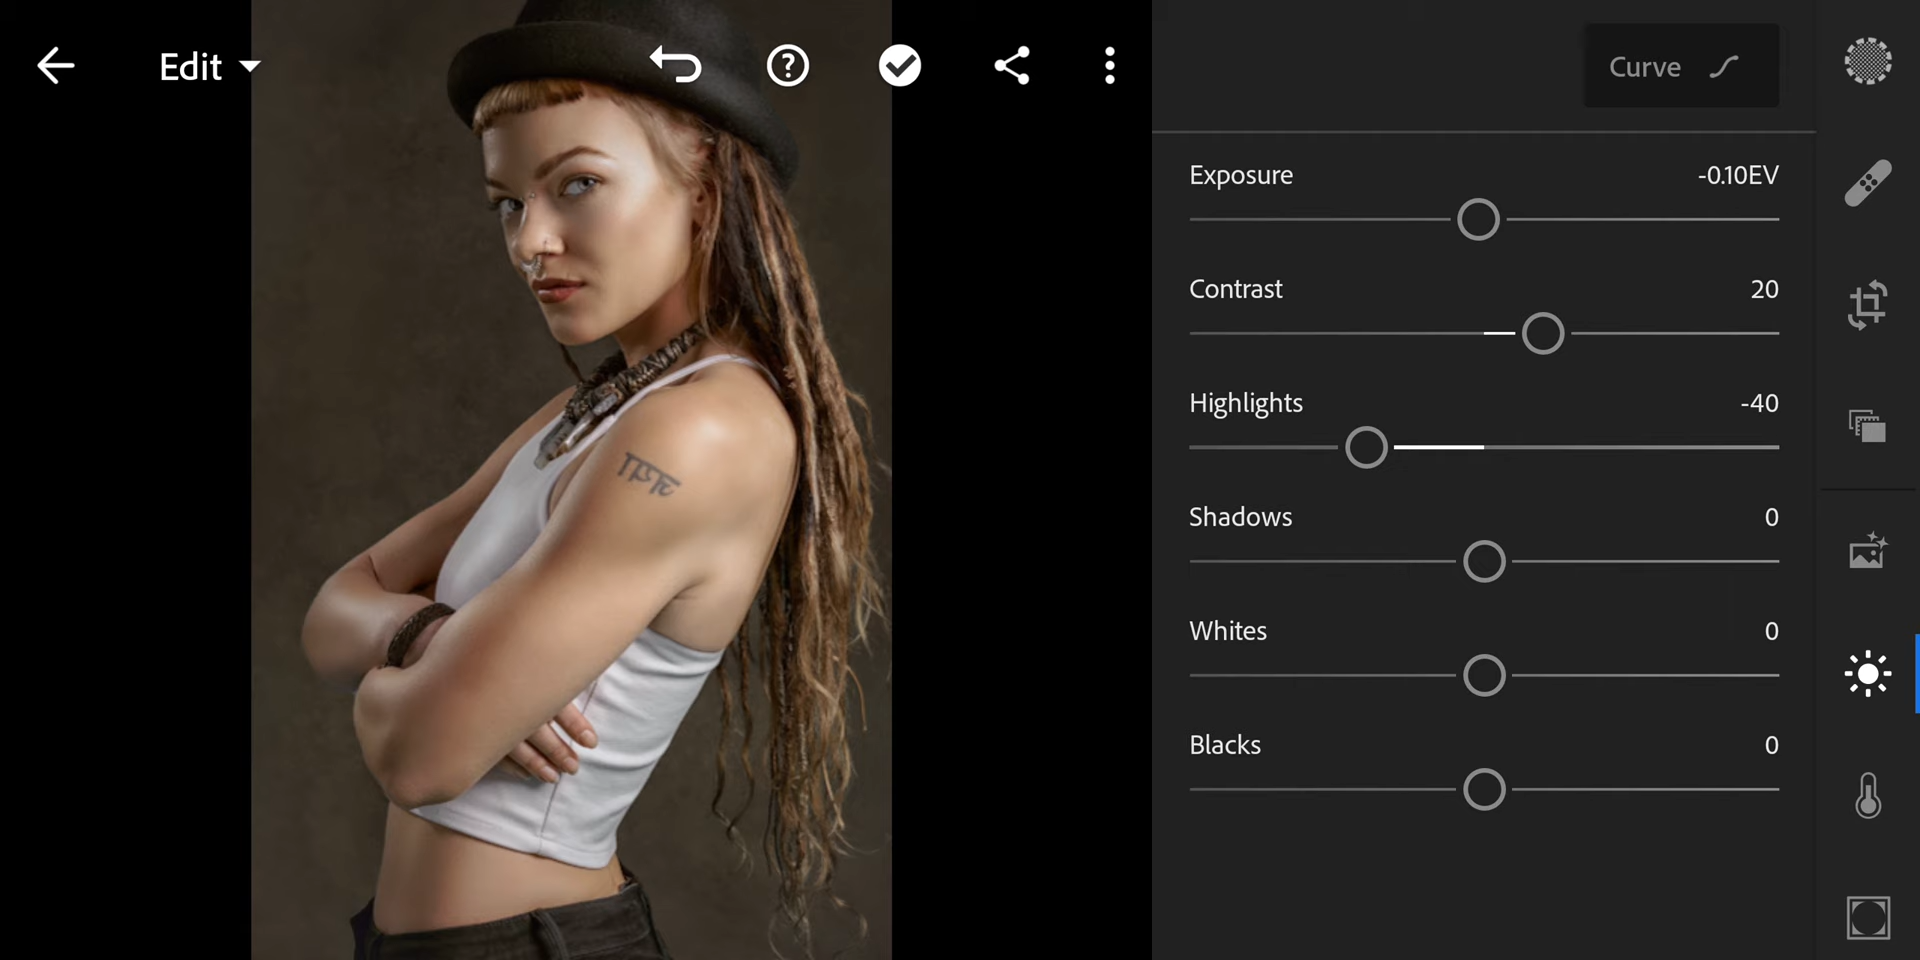 Edit
Curve
Exposure -0.10EV
Contrast 20
Highlights -40
Shadows 0
Whites 0
Blacks 0